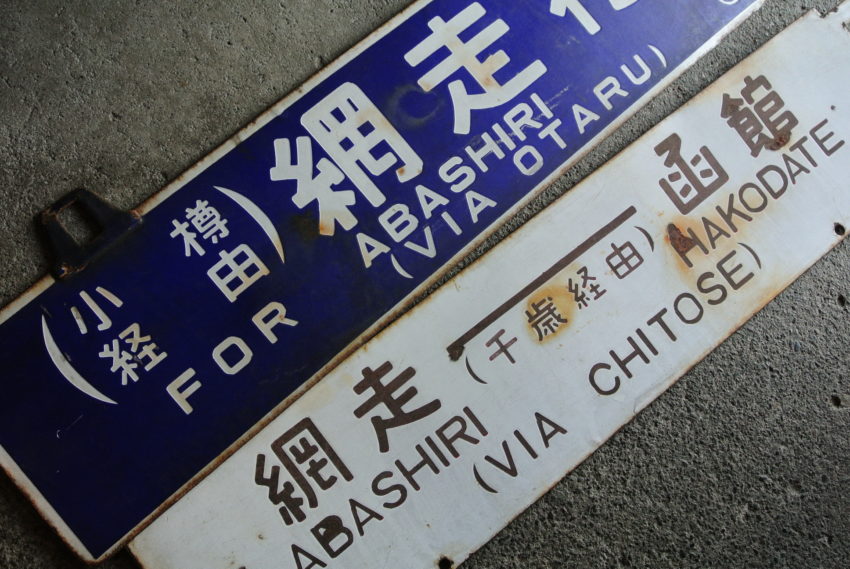 (小樽経由) 網走行
FOR ABASHIRI
(VIA OTARU)
網走 — 函館
(千歳経由)
ABASHIRI HAKODATE
(VIA CHITOSE)